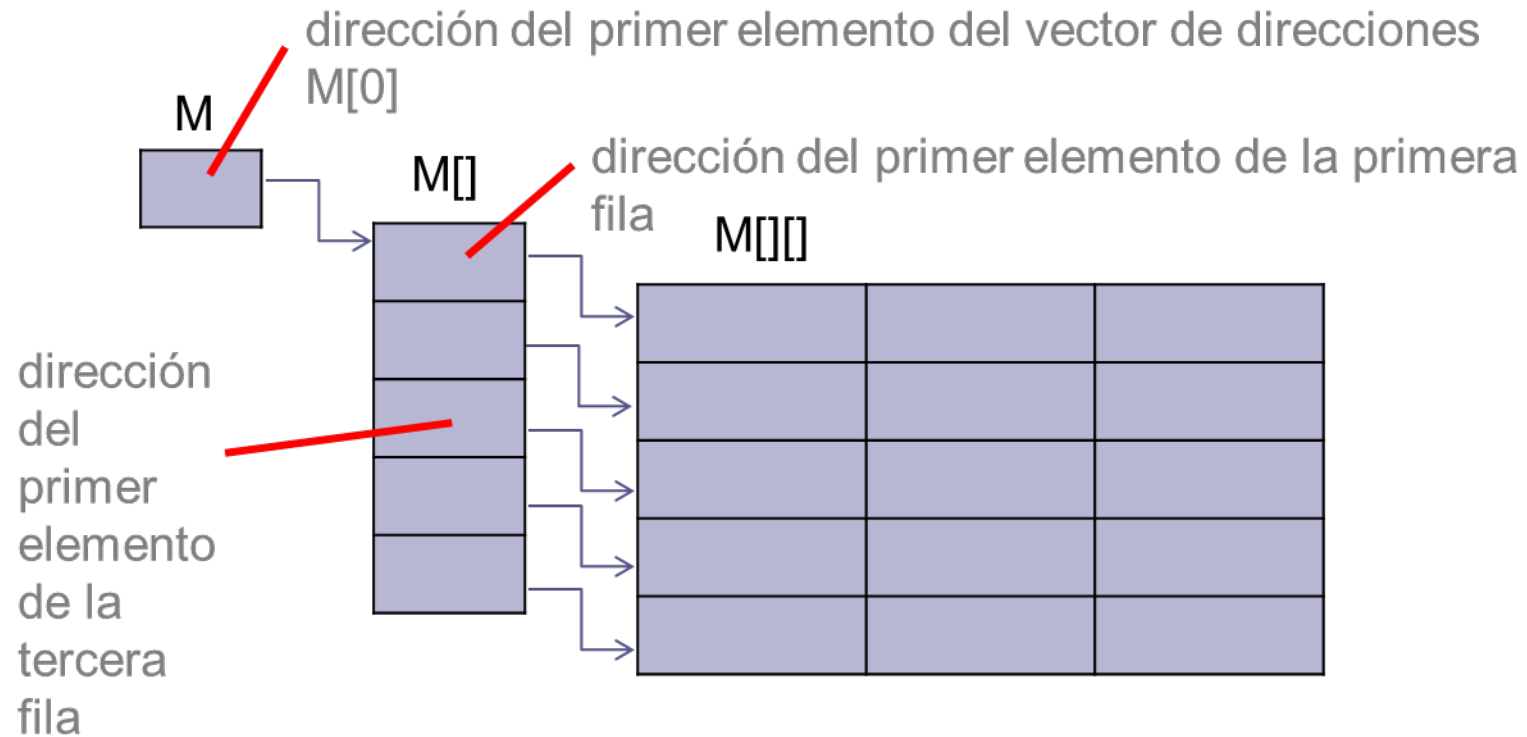 dirección del primer elemento del vector de direcciones
M[0]
M
dirección del primer elemento de la primera
fila
M[]
M[][]
dirección
del
primer
elemento
de la
tercera
fila